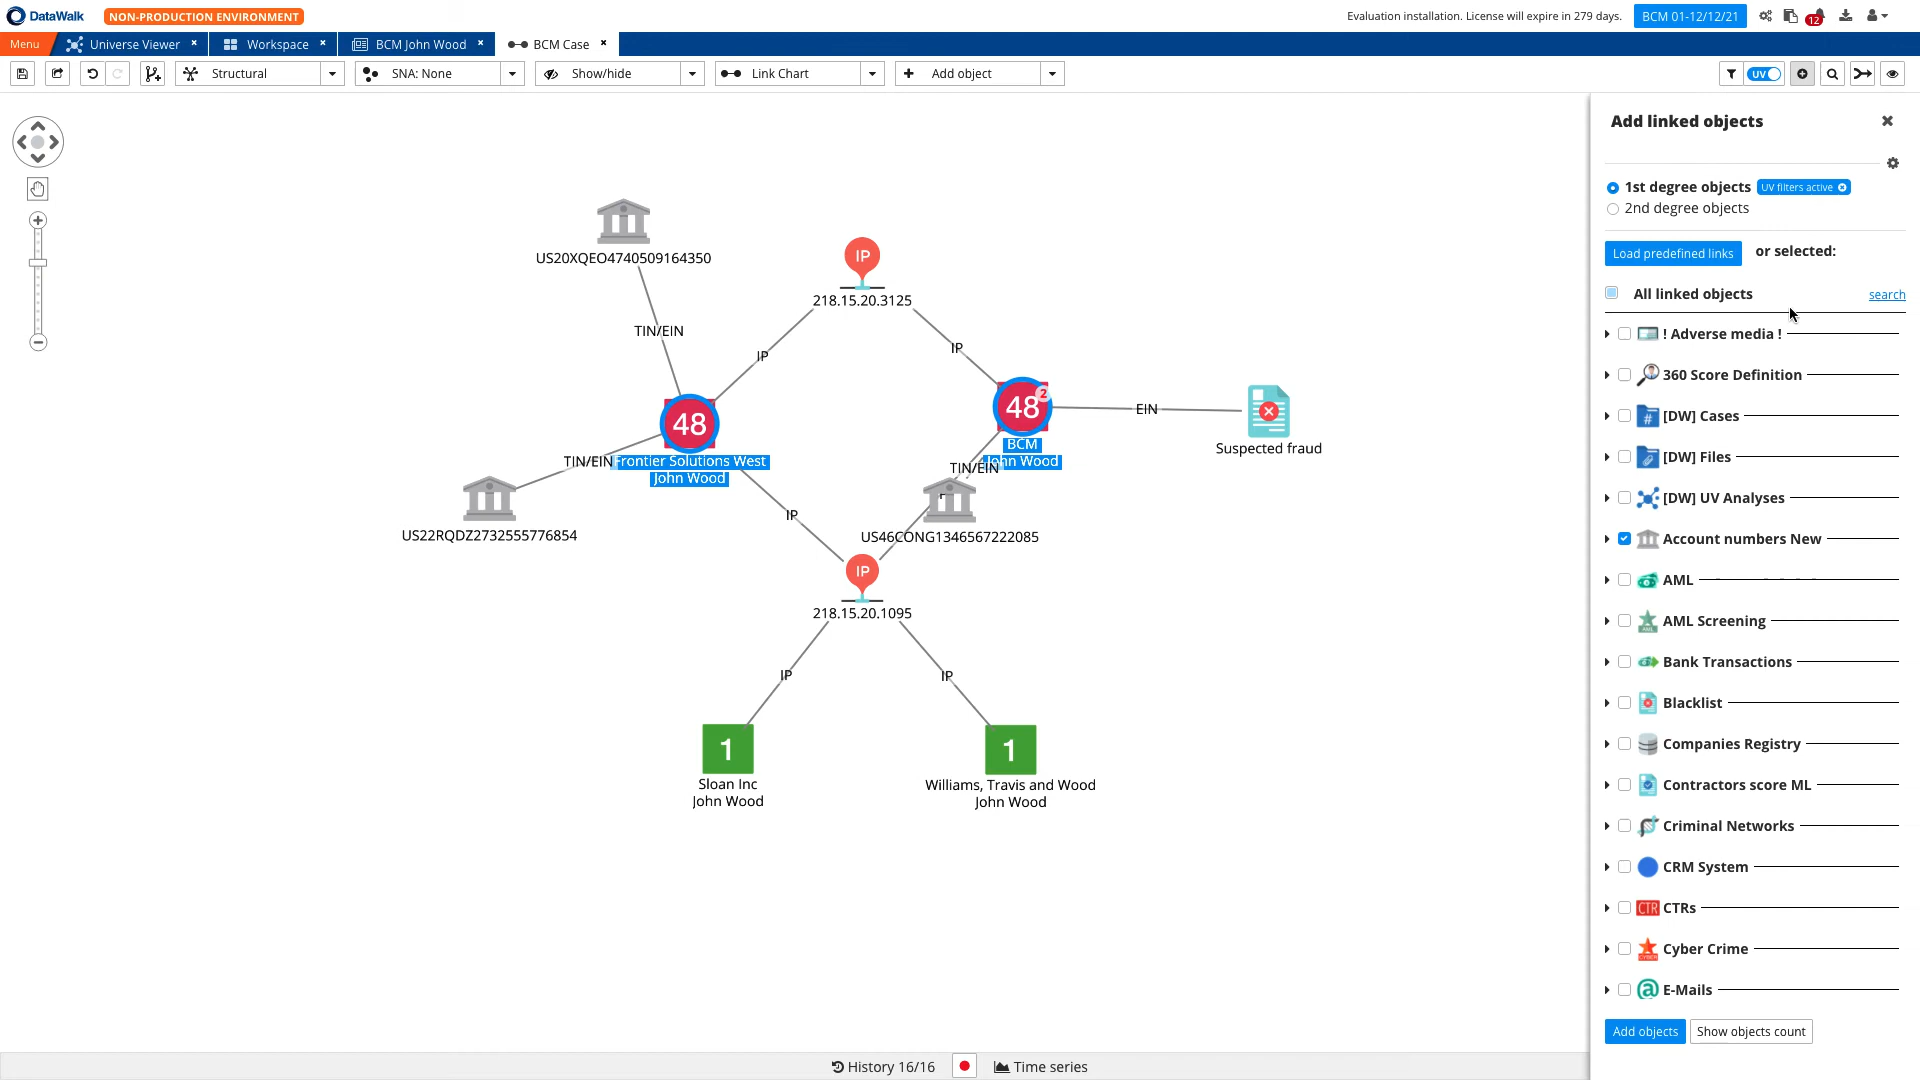 DataWalk
NON-PRODUCTION ENVIRONMENT
Evaluation installation. License will expire in 279 days.
BCM 01-12/12/21
12
Menu
Universe Viewer
Workspace
BCM John Wood
BCM Case
Structural
SNA: None
Show/hide
Link Chart
Add object
UV
US20XQEO4740509164350
TIN/EIN
IP
218.15.20.3125
IP
IP
48
Frontier Solutions West
John Wood
TIN/EIN
US22RQDZ2732555776854
IP
48
2
BCM
John Wood
TIN/EIN
US46CONG1346567222085
EIN
Suspected fraud
IP
218.15.20.1095
IP
IP
1
Sloan Inc
John Wood
1
Williams, Travis and Wood
John Wood
Add linked objects
1st degree objects
UV filters active
2nd degree objects
Load predefined links
or selected:
All linked objects
search
! Adverse media !
360 Score Definition
# [DW] Cases
[DW] Files
[DW] UV Analyses
Account numbers New
AML
AML Screening
Bank Transactions
Blacklist
Companies Registry
Contractors score ML
Criminal Networks
CRM System
CTR CTRs
Cyber Crime
@ E-Mails
Add objects
Show objects count
History 16/16
Time series